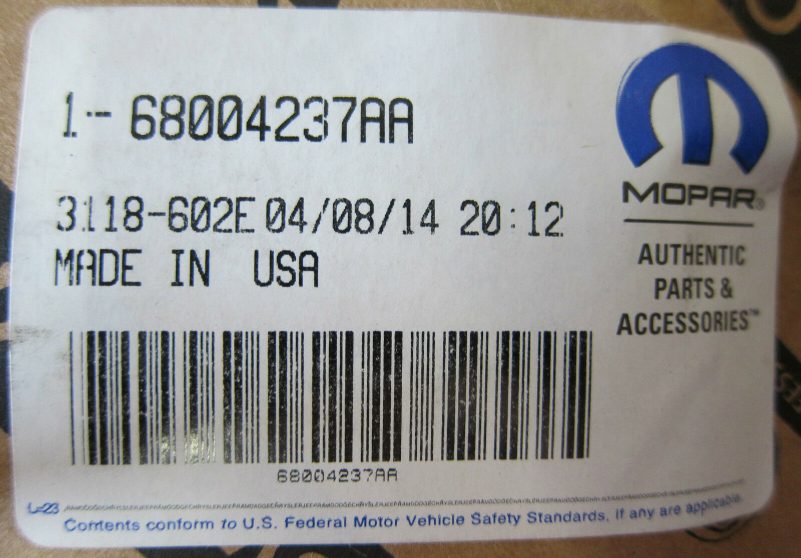 1-- 68004237AA
3118-602E 04/08/14 20:12
MADE IN USA
68004237AA
MOPAR®
AUTHENTIC
PARTS &
ACCESSORIES™
L-23
Contents conform to U.S. Federal Motor Vehicle Safety Standards, if any are applicable.